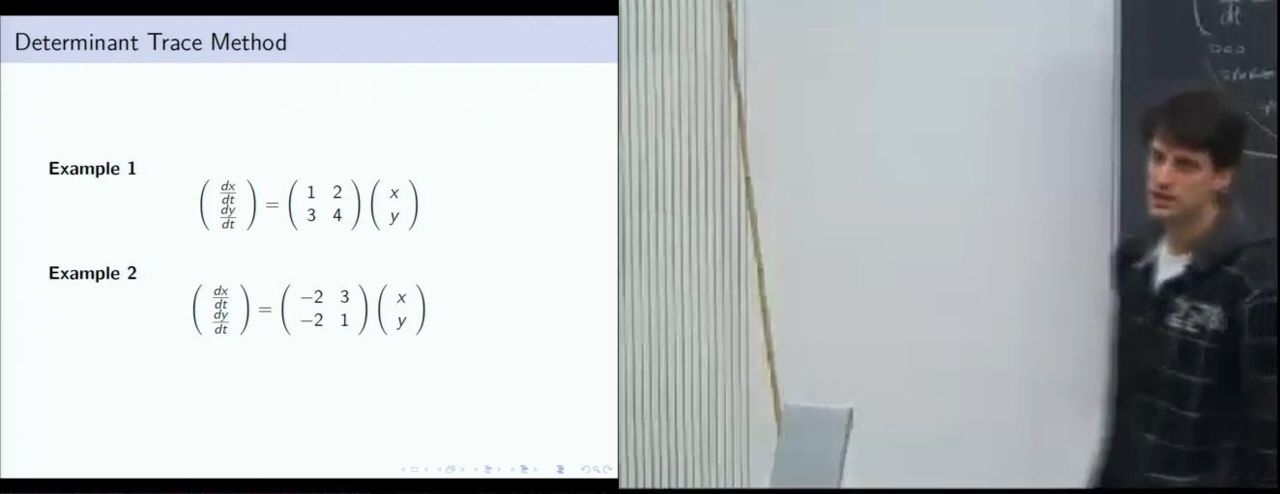 Determinant Trace Method
Example 1
( dx/dt dy/dt ) = ( 1 2 3 4 ) ( x y )
Example 2
( dx/dt dy/dt ) = ( −2 3 −2 1 ) ( x y )
dt